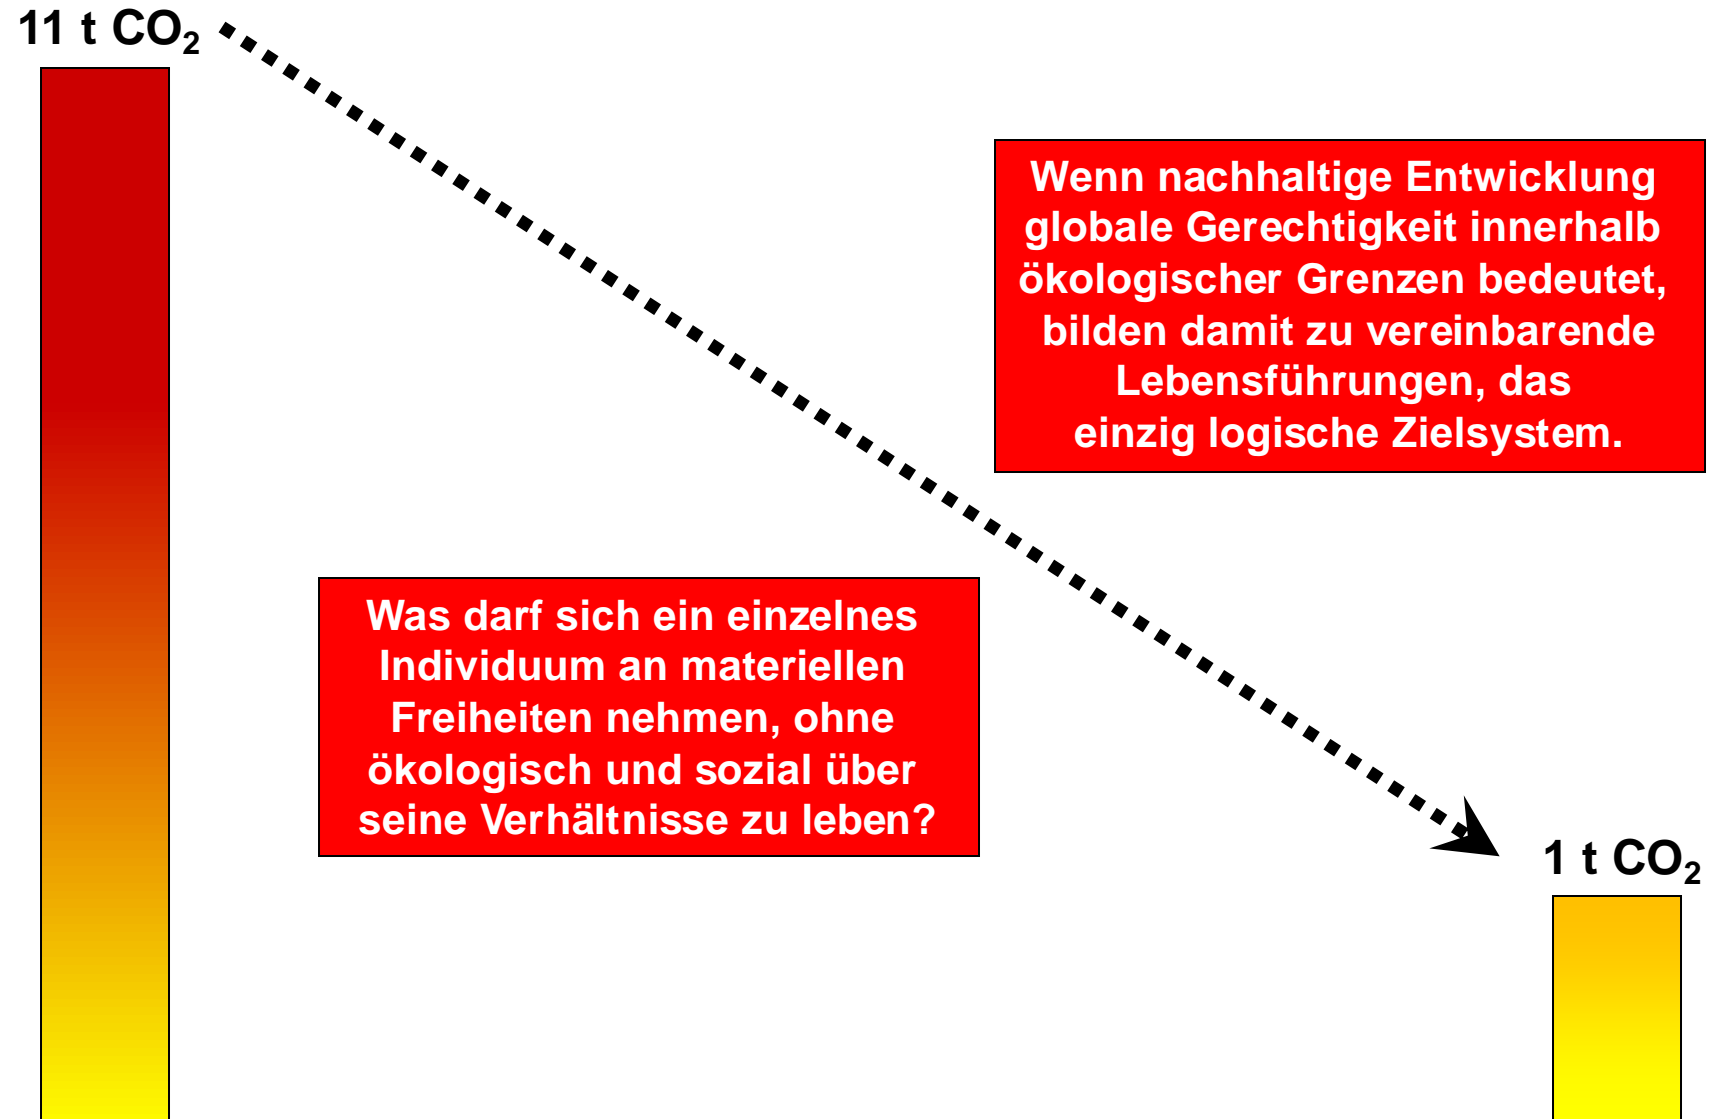 11 t CO₂
Wenn nachhaltige Entwicklung
globale Gerechtigkeit innerhalb
ökologischer Grenzen bedeutet,
bilden damit zu vereinbarende
Lebensführungen, das
einzig logische Zielsystem.
Was darf sich ein einzelnes
Individuum an materiellen
Freiheiten nehmen, ohne
ökologisch und sozial über
seine Verhältnisse zu leben?
1 t CO₂